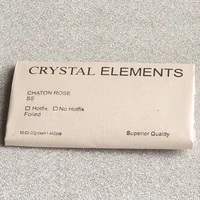 CRYSTAL ELEMENTS
CHATON ROSE
SS
☐ Hotfix ☐ No Hotfix
Foiled
Superior Quality